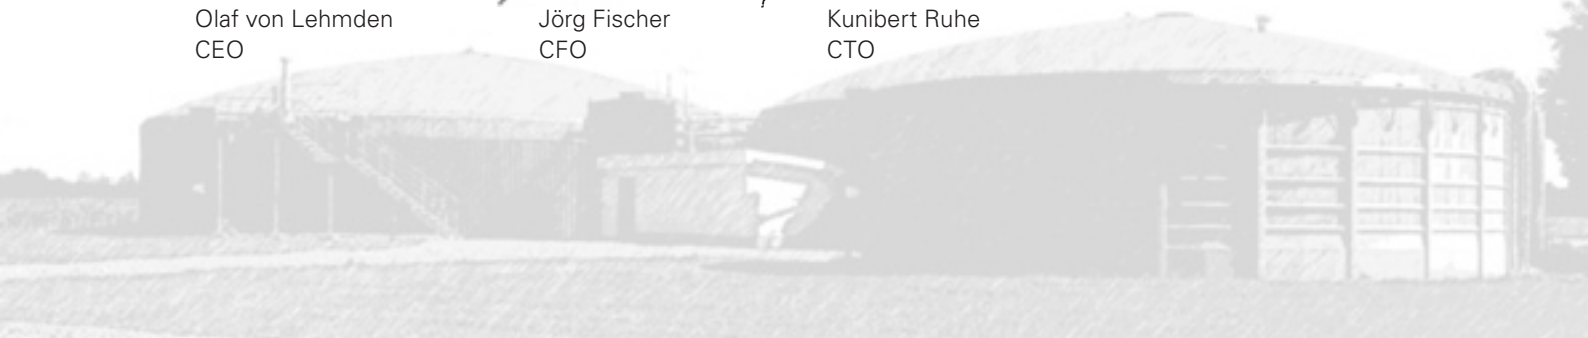 Olaf von Lehmden Jörg Fischer Kunibert Ruhe
CEO CFO CTO